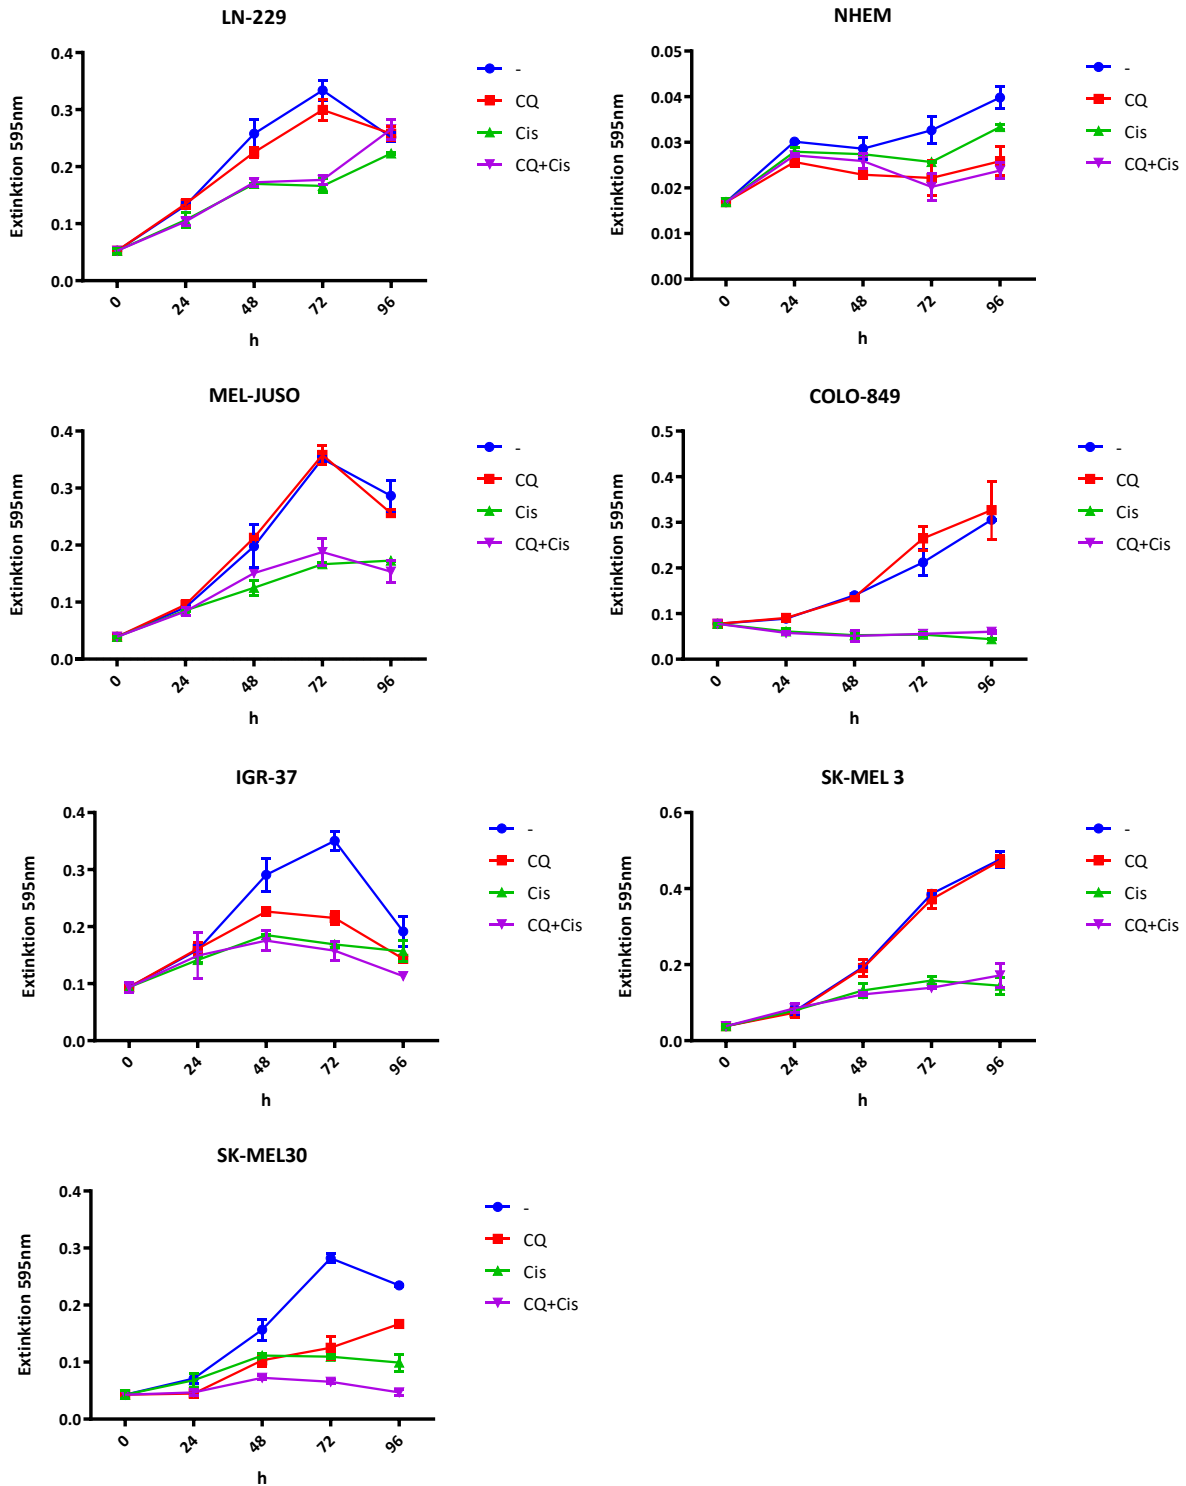 LN-229
0.4
0.3
0.2
0.1
0.0
Extinktion 595nm
0 24 48 72 96
h
-
CQ
Cis
CQ+Cis
NHEM
0.05
0.04
0.03
0.02
0.01
0.00
Extinktion 595nm
0 24 48 72 96
h
-
CQ
Cis
CQ+Cis
MEL-JUSO
0.4
0.3
0.2
0.1
0.0
Extinktion 595nm
0 24 48 72 96
h
-
CQ
Cis
CQ+Cis
COLO-849
0.5
0.4
0.3
0.2
0.1
0.0
Extinktion 595nm
0 24 48 72 96
h
-
CQ
Cis
CQ+Cis
IGR-37
0.4
0.3
0.2
0.1
0.0
Extinktion 595nm
0 24 48 72 96
h
-
CQ
Cis
CQ+Cis
SK-MEL 3
0.6
0.4
0.2
0.0
Extinktion 595nm
0 24 48 72 96
h
-
CQ
Cis
CQ+Cis
SK-MEL30
0.4
0.3
0.2
0.1
0.0
Extinktion 595nm
0 24 48 72 96
h
-
CQ
Cis
CQ+Cis